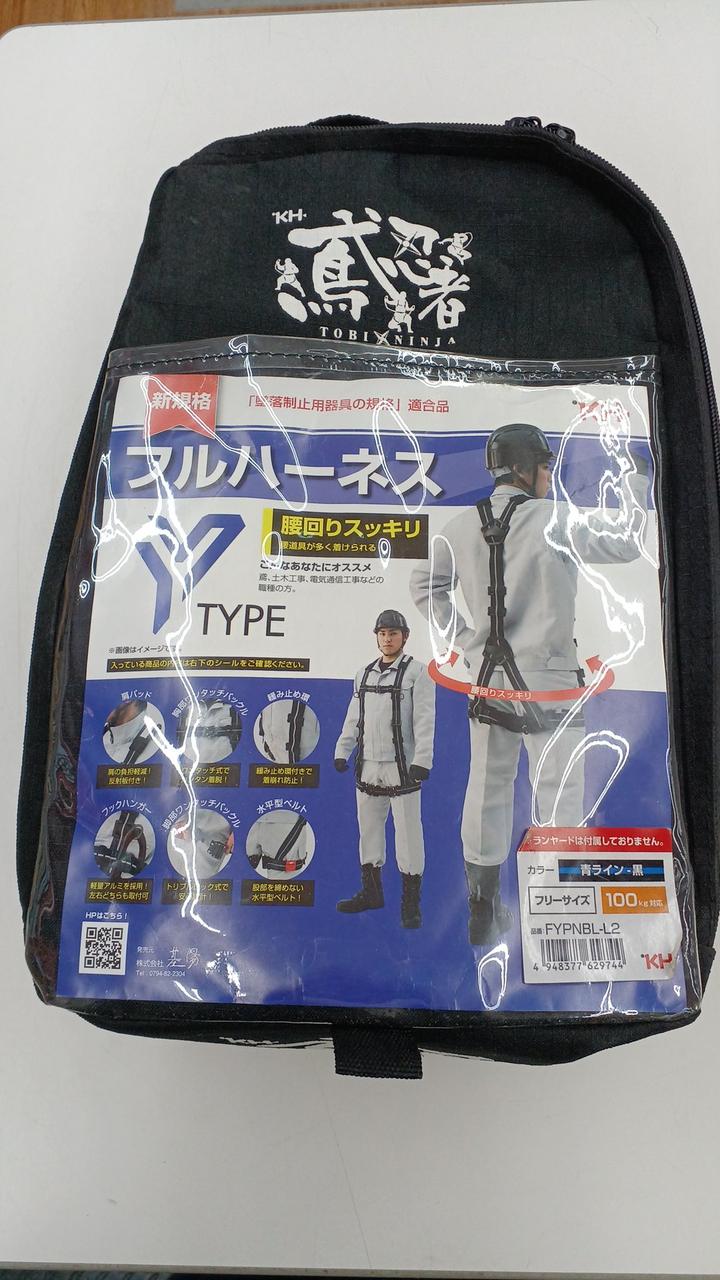 KH
鳶忍者
TOBI NINJA
新規格
「墜落制止用器具の規格」適合品
KH
フルハーネス
Y
TYPE
腰回りスッキリ
腰道具が多く着けられる
こんなあなたにオススメ
鳶、土木工事、電気通信工事などの
職種の方。
※画像はイメージです。
入っている商品の内容は右下のシールをご確認ください。
腰回りスッキリ
肩パッド
胸部ワンタッチバックル
緩み止め環
肩の負担軽減!
反射板付き!
ワンタッチ式で
カンタン着脱!
緩み止め環付きで
着崩れ防止!
フックハンガー
腿部ワンタッチバックル
水平型ベルト
軽量アルミを採用!
左右どちらも取付可
トリプルロック式で
安心設計!
股部を締めない
水平型ベルト!
HPはこちら!
発売元
株式会社 基陽
Tel : 0794-82-2304
ランヤードは付属しておりません。
カラー 青ライン-黒
フリーサイズ 100kg対応
品番:FYPNBL-L2
4 948377 629744
KH